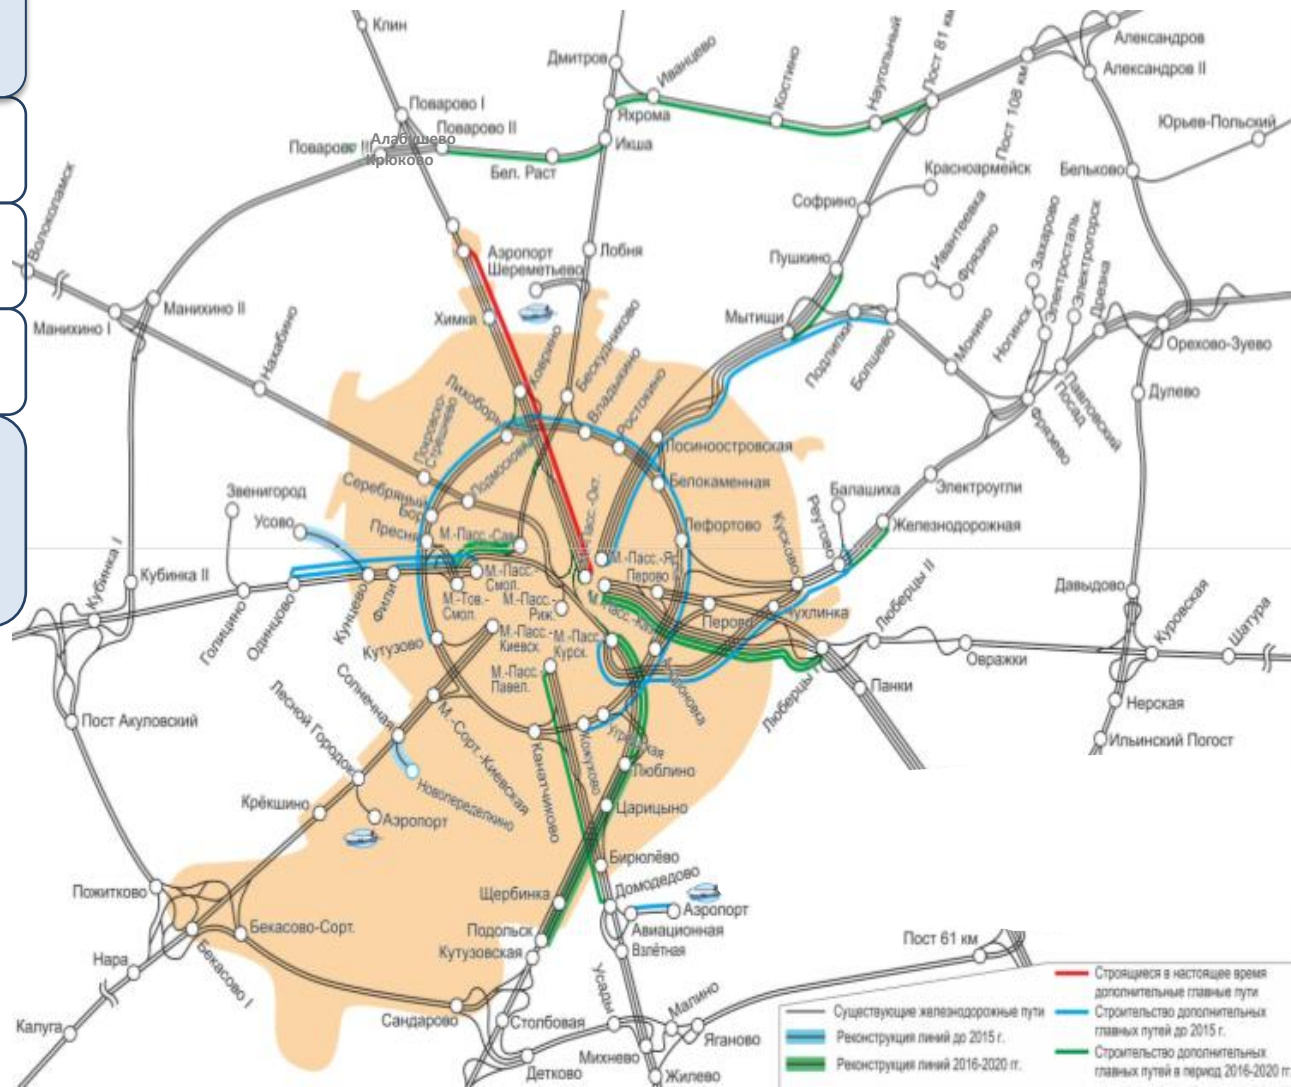 Клин
Дмитров
Иванцево
Костино
Наугольный
Пост 81 км
Пост 108 км
Александров
Александров II
Поварово I
Поварово II
Алабушево
Поварово III
Крюково
Яхрома
Икша
Бел. Раст
Юрьев-Польский
Бельково
Красноармейск
Софрино
Волоколамск
Манихино II
Манихино I
Нахабино
Аэропорт
Шереметьево
Лобня
Химки
Пушкино
Мытищи
Подлипки
Болшево
Ивантеевка
Фрязино
Монино
Захарово
Ногинск
Электросталь
Электрогорск
Дрезна
Орехово-Зуево
Дулево
Павловский
Посад
Фрязево
Электроугли
Ховрино
Бескудниково
Владыкино
Ростокино
Лихоборы
Покровско-
Стрешнево
Подмосковная
Лосиноостровская
Белокаменная
Лефортово
Серебряный
Бор
Пресня
М.-Пасс.-Сав.
М.-Пасс.-Окт.
М.-Пасс.-Яр.
М.-Пасс.-
Смол.
М.-Тов.-
Смол.
М.-Пасс.-
Риж.
М.-Пасс.-Каз.
Перово
Перово
Кусково
Реутово
Балашиха
Железнодорожная
Чухлинка
Люберцы II
Люберцы I
Овражки
Панки
Давыдово
Куровская
Шатура
Нерская
Ильинский Погост
Звенигород
Усово
Кубинка I
Кубинка II
Голицино
Одинцово
Кунцево
Фили
Кутузово
М.-Пасс.-
Киевск.
М.-Пасс.-
Курск.
М.-Пасс.-
Павел.
Пост Акуловский
Солнечная
Лесной Городок
М.-Сорт.-Киевская
Новопеределкино
Канатчиково
Кожухово
Угрешская
Люблино
Царицыно
Крёкшино
Аэропорт
Бирюлёво
Домодедово
Аэропорт
Авиационная
Взлётная
Щербинка
Подольск
Кутузовская
Пожитково
Бекасово-Сорт.
Бекасово I
Нара
Калуга
Сандарово
Столбовая
Детково
Усады
Михнево
Малино
Яганово
Жилево
Пост 61 км
Существующие железнодорожные пути
Реконструкция линий до 2015 г.
Реконструкция линий 2016-2020 гг.
Строящиеся в настоящее время
дополнительные главные пути
Строительство дополнительных
главных путей до 2015 г.
Строительство дополнительных
главных путей в период 2016-2020 гг.